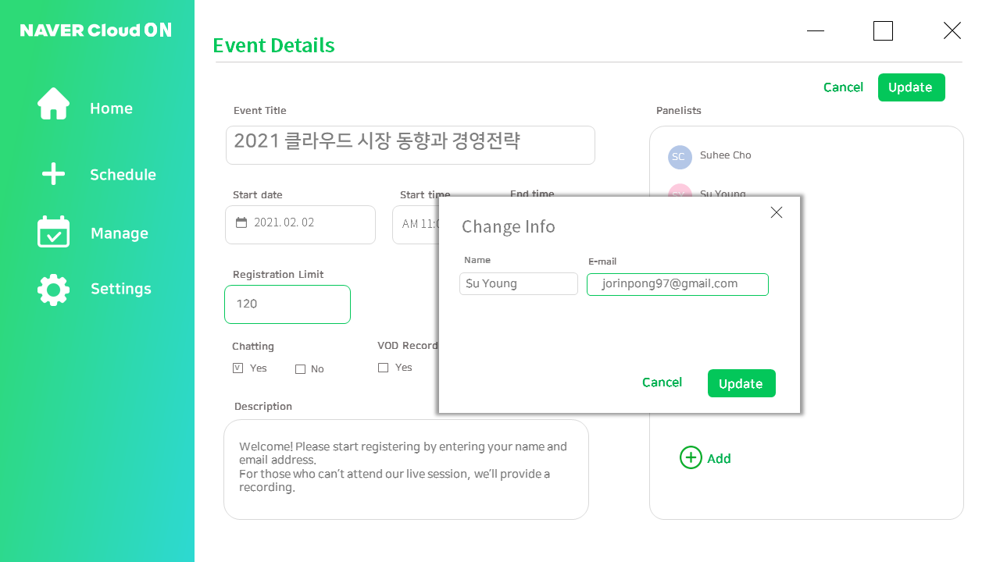 NAVER Cloud ON
Home
Schedule
Manage
Settings
Event Details
Cancel
Update
Event Title
2021 클라우드 시장 동향과 경영전략
Start date
Start time
End time
2021. 02. 02
AM 11:0
Registration Limit
120
Chatting
V Yes
No
VOD Record
Yes
Description
Welcome! Please start registering by entering your name and
email address.
For those who can't attend our live session, we'll provide a
recording.
Panelists
SC Suhee Cho
Su Young
Add
Change Info
Name
E-mail
Su Young
jorinpong97@gmail.com
Cancel
Update